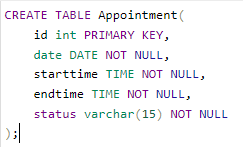 CREATE TABLE Appointment(
    id int PRIMARY KEY,
    date DATE NOT NULL,
    starttime TIME NOT NULL,
    endtime TIME NOT NULL,
    status varchar(15) NOT NULL
);